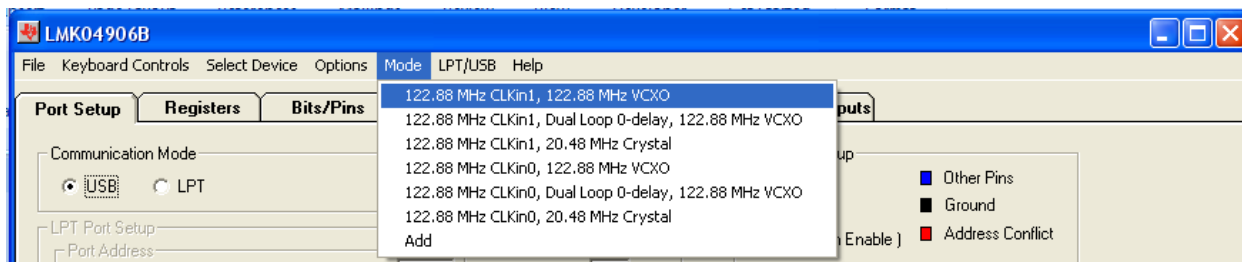 LMK04906B
File Keyboard Controls Select Device Options Mode LPT/USB Help
Port Setup Registers Bits/Pins
122.88 MHz CLKin1, 122.88 MHz VCXO
122.88 MHz CLKin1, Dual Loop 0-delay, 122.88 MHz VCXO
122.88 MHz CLKin1, 20.48 MHz Crystal
122.88 MHz CLKin0, 122.88 MHz VCXO
122.88 MHz CLKin0, Dual Loop 0-delay, 122.88 MHz VCXO
122.88 MHz CLKin0, 20.48 MHz Crystal
Add
Communication Mode
USB LPT
LPT Port Setup
Port Address
Other Pins
Ground
Enable ) Address Conflict